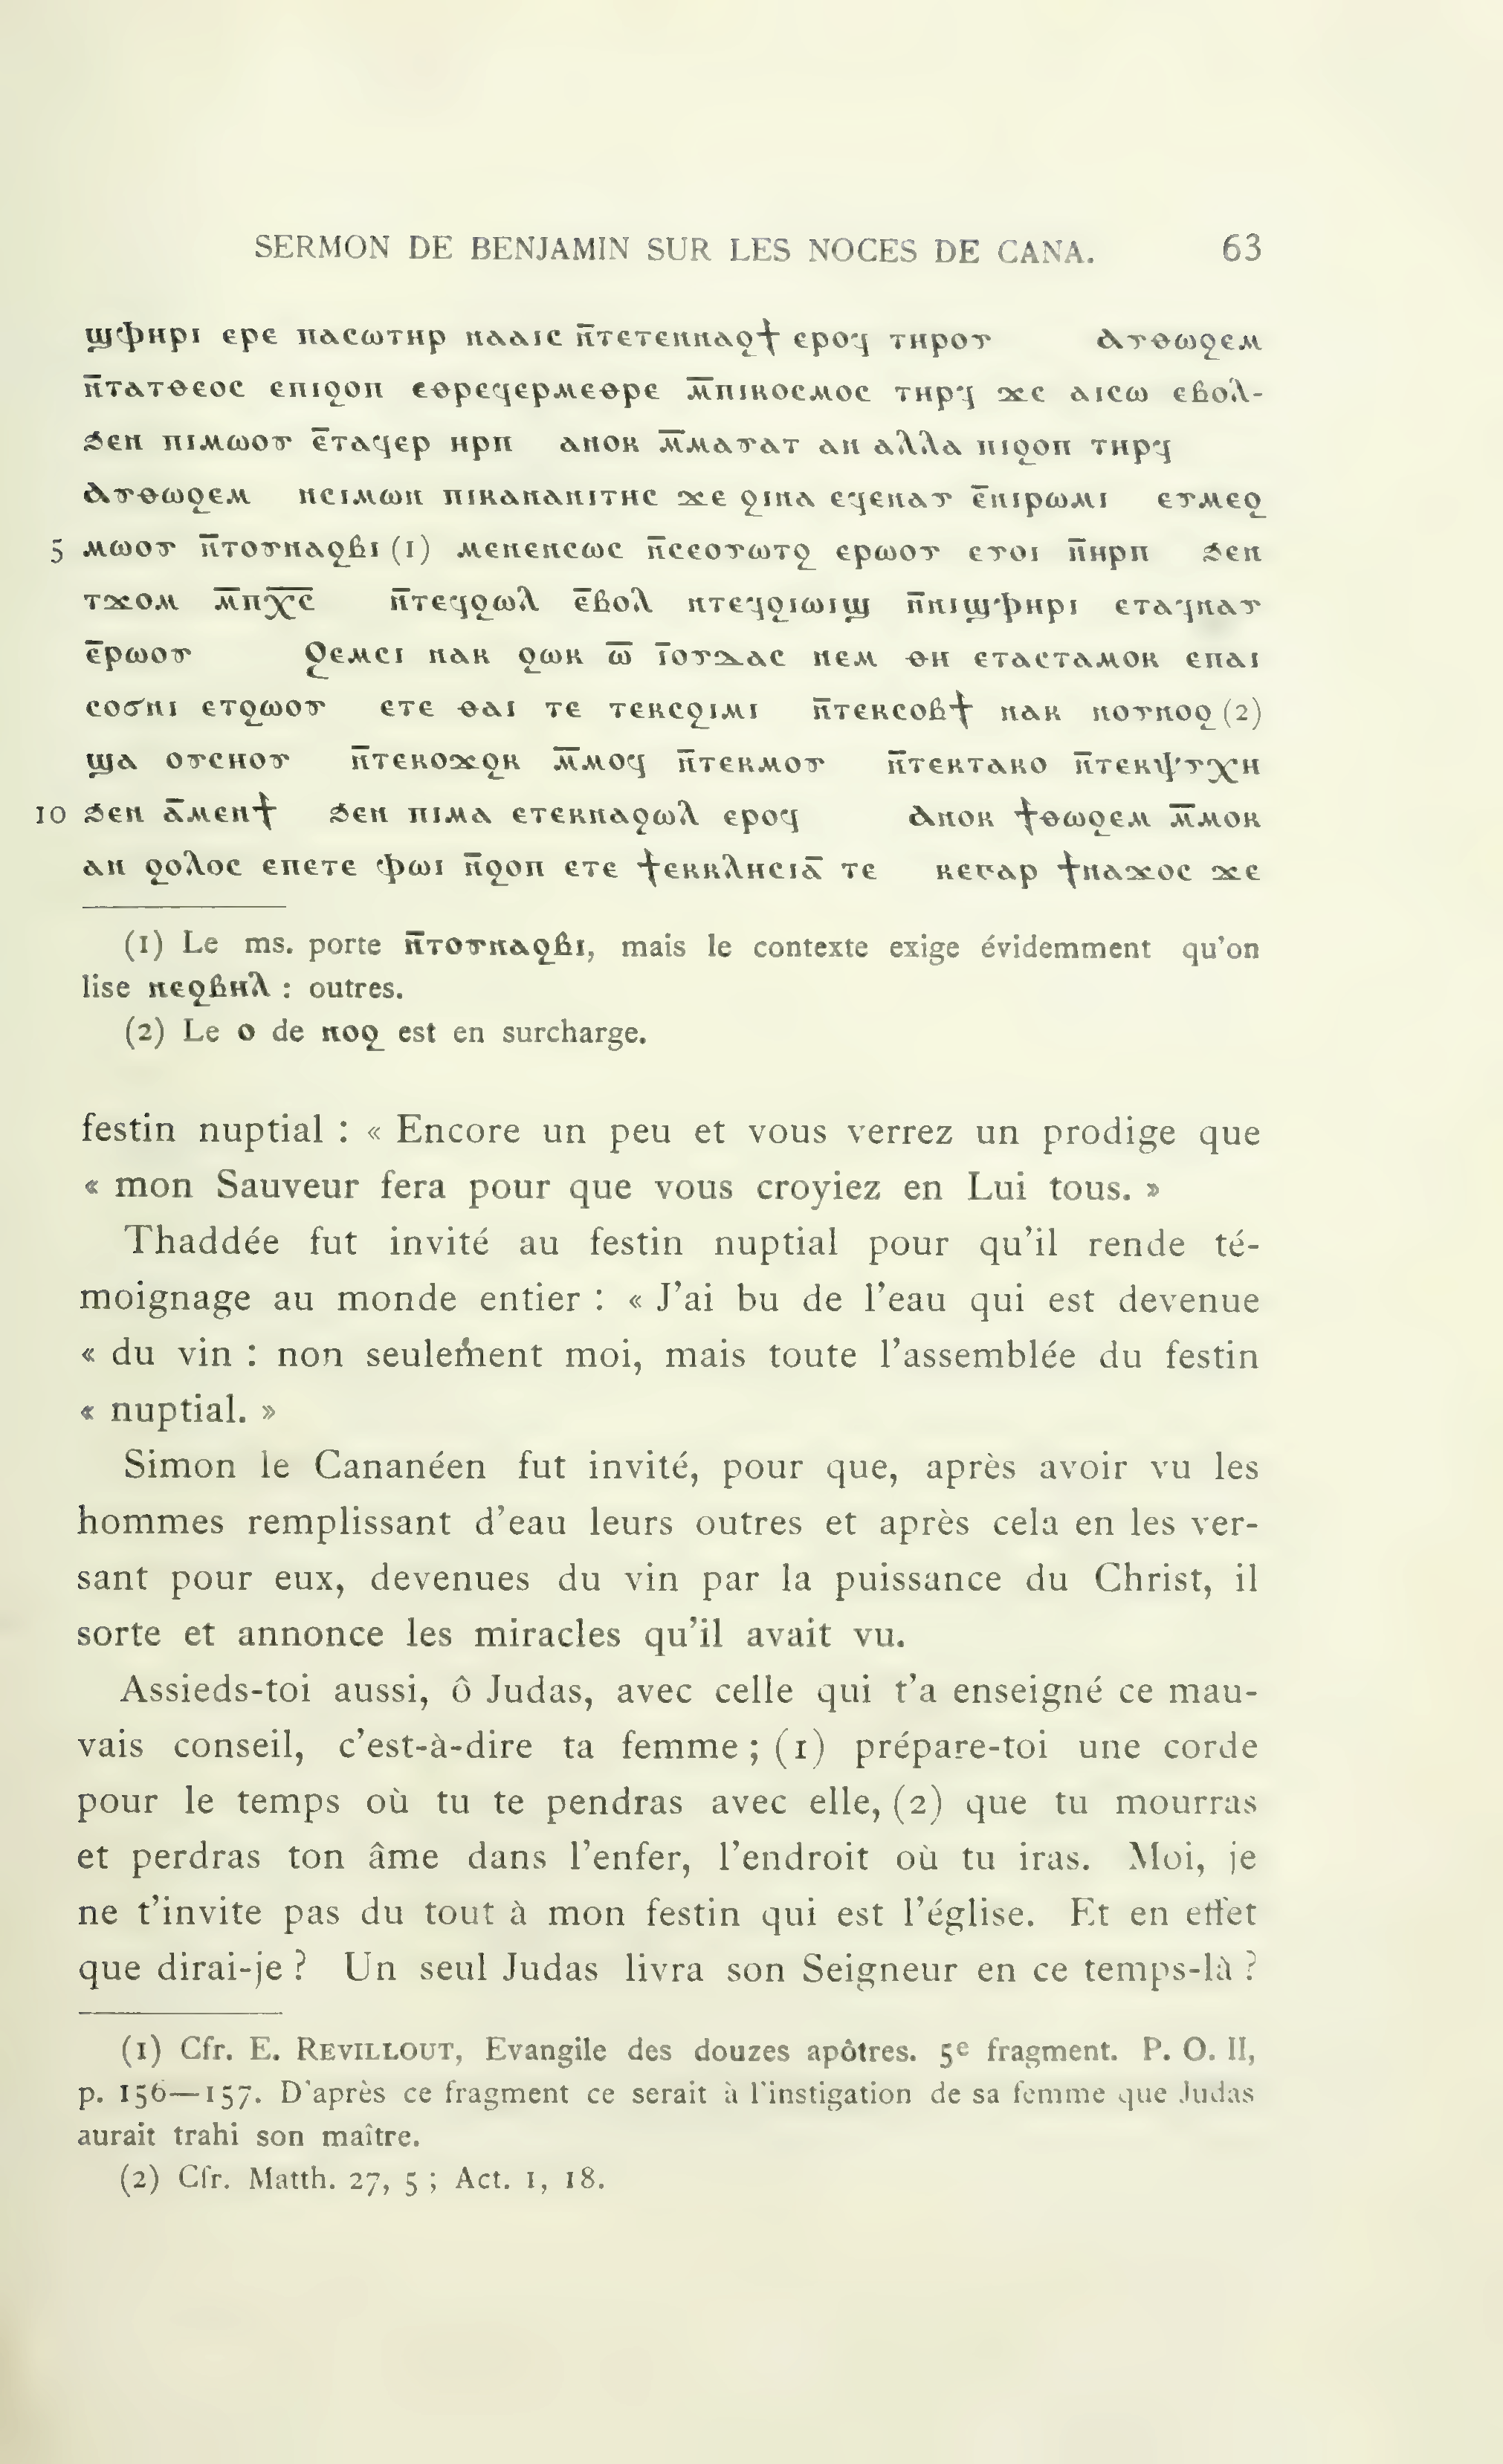 SERMON DE BENJAMIN SUR LES NOCES DE CANA. 63
ϣⲫⲏⲣⲓ ⲉⲣⲉ ⲡⲁⲥⲱⲧⲏⲣ ⲛⲁⲁⲓⲥ ⲛ̅ⲧⲉⲧⲉⲛⲛⲁϩϯ ⲉⲣⲟϥ ⲧⲏⲣⲟⲩ Ⲁⲩⲑⲱϩⲉⲙ
ⲛ̅ⲧⲁⲧⲑⲉⲟⲥ ⲉⲡⲓϩⲟⲡ ⲉⲑⲣⲉϥⲉⲣⲙⲉⲑⲣⲉ ⲙ̅ⲡⲓⲕⲟⲥⲙⲟⲥ ⲧⲏⲣϥ ϫⲉ ⲁⲓⲥⲱ ⲉⲃⲟⲗ-
ϧⲉⲛ ⲡⲓⲙⲱⲟⲩ ⲉ̅ⲧⲁϥⲉⲣ ⲏⲣⲡ ⲁⲛⲟⲕ ⲙ̅ⲙⲁⲩⲁⲧ ⲁⲛ ⲁⲗⲗⲁ ⲡⲓϩⲟⲡ ⲧⲏⲣϥ
Ⲁⲩⲑⲱϩⲉⲙ ⲛⲥⲓⲙⲱⲛ ⲡⲓⲕⲁⲛⲁⲛⲓⲧⲏⲥ ϫⲉ ϩⲓⲛⲁ ⲉϥⲉⲛⲁⲩ ⲉ̅ⲛⲓⲣⲱⲙⲓ ⲉⲩⲙⲉϩ
5 ⲙⲱⲟⲩ ⲛ̅ⲧⲟⲩⲛⲁϩⲃⲓ (1) ⲙⲉⲛⲉⲛⲥⲱⲥ ⲛ̅ⲥⲉⲟⲩⲱⲧϩ ⲉⲣⲱⲟⲩ ⲉⲩⲟⲓ ⲛ̅ⲏⲣⲡ ϧⲉⲛ
ⲧϫⲟⲙ ⲙ̅ⲡⲭ̅ⲥ̅ ⲛ̅ⲧⲉϥϩⲱⲗ ⲉ̅ⲃⲟⲗ ⲛⲧⲉϥϩⲓⲱⲓϣ ⲛ̅ⲛⲓϣⲫⲏⲣⲓ ⲉⲧⲁϥⲛⲁⲩ
ⲉ̅ⲣⲱⲟⲩ Ϩⲉⲙⲥⲓ ⲛⲁⲕ ϩⲱⲕ ⲱ̅ ⲓ̅ⲟⲩⲇⲁⲥ ⲛⲉⲙ ⲑⲏ ⲉⲧⲁⲥⲧⲁⲙⲟⲕ ⲉⲡⲁⲓ
ⲥⲟϭⲛⲓ ⲉⲧϩⲱⲟⲩ ⲉⲧⲉ ⲑⲁⲓ ⲧⲉ ⲧⲉⲕⲥϩⲓⲙⲓ ⲛ̅ⲧⲉⲕⲥⲟⲃϯ ⲛⲁⲕ ⲛⲟⲩⲛⲟϩ (2)
ϣⲁ ⲟⲩⲥⲏⲟⲩ ⲛ̅ⲧⲉⲕⲟϫϩⲕ ⲙ̅ⲙⲟϥ ⲛ̅ⲧⲉⲕⲙⲟⲩ ⲛ̅ⲧⲉⲕⲧⲁⲕⲟ ⲛ̅ⲧⲉⲕⲯⲩⲭⲏ
10 ϧⲉⲛ ⲁ̅ⲙⲉⲛϯ ϧⲉⲛ ⲡⲓⲙⲁ ⲉⲧⲉⲕⲛⲁϩⲱⲗ ⲉⲣⲟϥ Ⲁⲛⲟⲕ ϯⲑⲱϩⲉⲙ ⲙ̅ⲙⲟⲕ
ⲁⲛ ϩⲟⲗⲟⲥ ⲉⲡⲉⲧⲉ ⲫⲱⲓ ⲛ̅ϩⲟⲡ ⲉⲧⲉ ϯⲉⲕⲕⲗⲏⲥⲓⲁ̅ ⲧⲉ ⲕⲉⲅⲁⲣ ϯⲛⲁϫⲟⲥ ϫⲉ
(1) Le ms. porte ⲛ̅ⲧⲟⲩⲛⲁϩⲃⲓ, mais le contexte exige évidemment qu'on
lise ⲛⲉϩⲃⲏⲗ : outres.
(2) Le ⲟ de ⲛⲟϩ est en surcharge.
festin nuptial : « Encore un peu et vous verrez un prodige que
« mon Sauveur fera pour que vous croyiez en Lui tous. »
Thaddée fut invité au festin nuptial pour qu'il rende té-
moignage au monde entier : « J'ai bu de l'eau qui est devenue
« du vin : non seulement moi, mais toute l'assemblée du festin
« nuptial. »
Simon le Cananéen fut invité, pour que, après avoir vu les
hommes remplissant d'eau leurs outres et après cela en les ver-
sant pour eux, devenues du vin par la puissance du Christ, il
sorte et annonce les miracles qu'il avait vu.
Assieds-toi aussi, ô Judas, avec celle qui t'a enseigné ce mau-
vais conseil, c'est-à-dire ta femme ; (1) prépare-toi une corde
pour le temps où tu te pendras avec elle, (2) que tu mourras
et perdras ton âme dans l'enfer, l'endroit où tu iras. Moi, je
ne t'invite pas du tout à mon festin qui est l'église. Et en effet
que dirai-je ? Un seul Judas livra son Seigneur en ce temps-là ?
(1) Cfr. E. REVILLOUT, Evangile des douzes apôtres. 5e fragment. P. O. II,
p. 156—157. D'après ce fragment ce serait à l'instigation de sa femme que Judas
aurait trahi son maître.
(2) Cfr. Matth. 27, 5 ; Act. 1, 18.